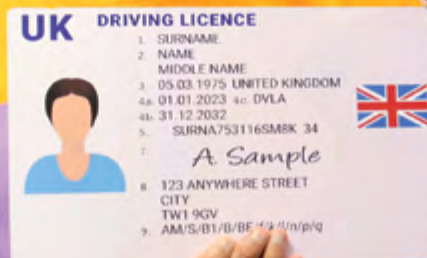 UK DRIVING LICENCE
1. SURNAME
2. NAME
MIDDLE NAME
3. 05.03.1975 UNITED KINGDOM
4a. 01.01.2023 4c. DVLA
4b. 31.12.2032
5. SURNA753116SM8K 34
7. A Sample
8. 123 ANYWHERE STREET
CITY
TW1 9GV
9. AM/S/B1/B/BE/f/k/l/n/p/q